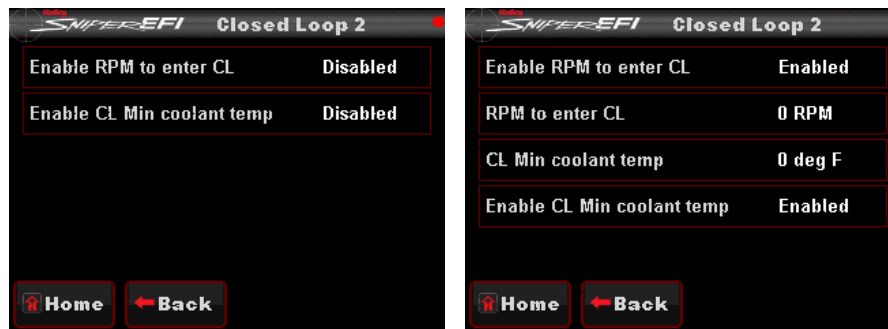 Holley
SNIPER EFI Closed Loop 2
Enable RPM to enter CL Disabled
Enable CL Min coolant temp Disabled
Home Back
Holley
SNIPER EFI Closed Loop 2
Enable RPM to enter CL Enabled
RPM to enter CL 0 RPM
CL Min coolant temp 0 deg F
Enable CL Min coolant temp Enabled
Home Back